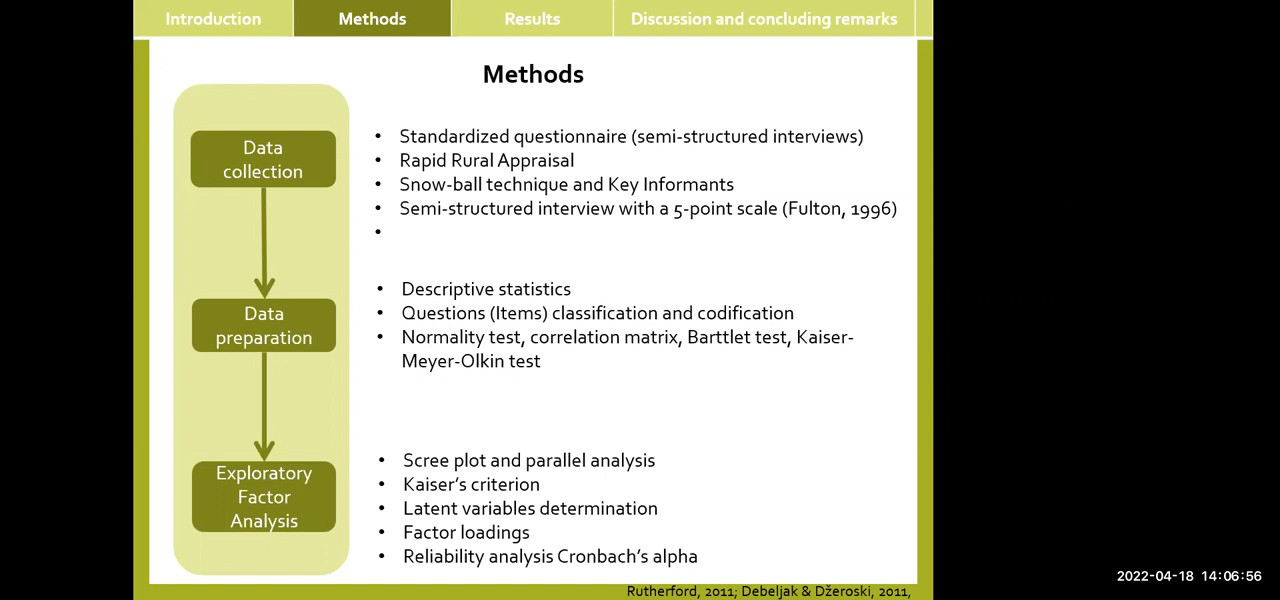 Introduction
Methods
Results
Discussion and concluding remarks
Methods
Data
collection
• Standardized questionnaire (semi-structured interviews)
• Rapid Rural Appraisal
• Snow-ball technique and Key Informants
• Semi-structured interview with a 5-point scale (Fulton, 1996)
•
Data
preparation
• Descriptive statistics
• Questions (Items) classification and codification
• Normality test, correlation matrix, Barttlet test, Kaiser-
Meyer-Olkin test
Exploratory
Factor
Analysis
• Scree plot and parallel analysis
• Kaiser’s criterion
• Latent variables determination
• Factor loadings
• Reliability analysis Cronbach’s alpha
Rutherford, 2011; Debeljak & Džeroski, 2011,
2022-04-18 14:06:56